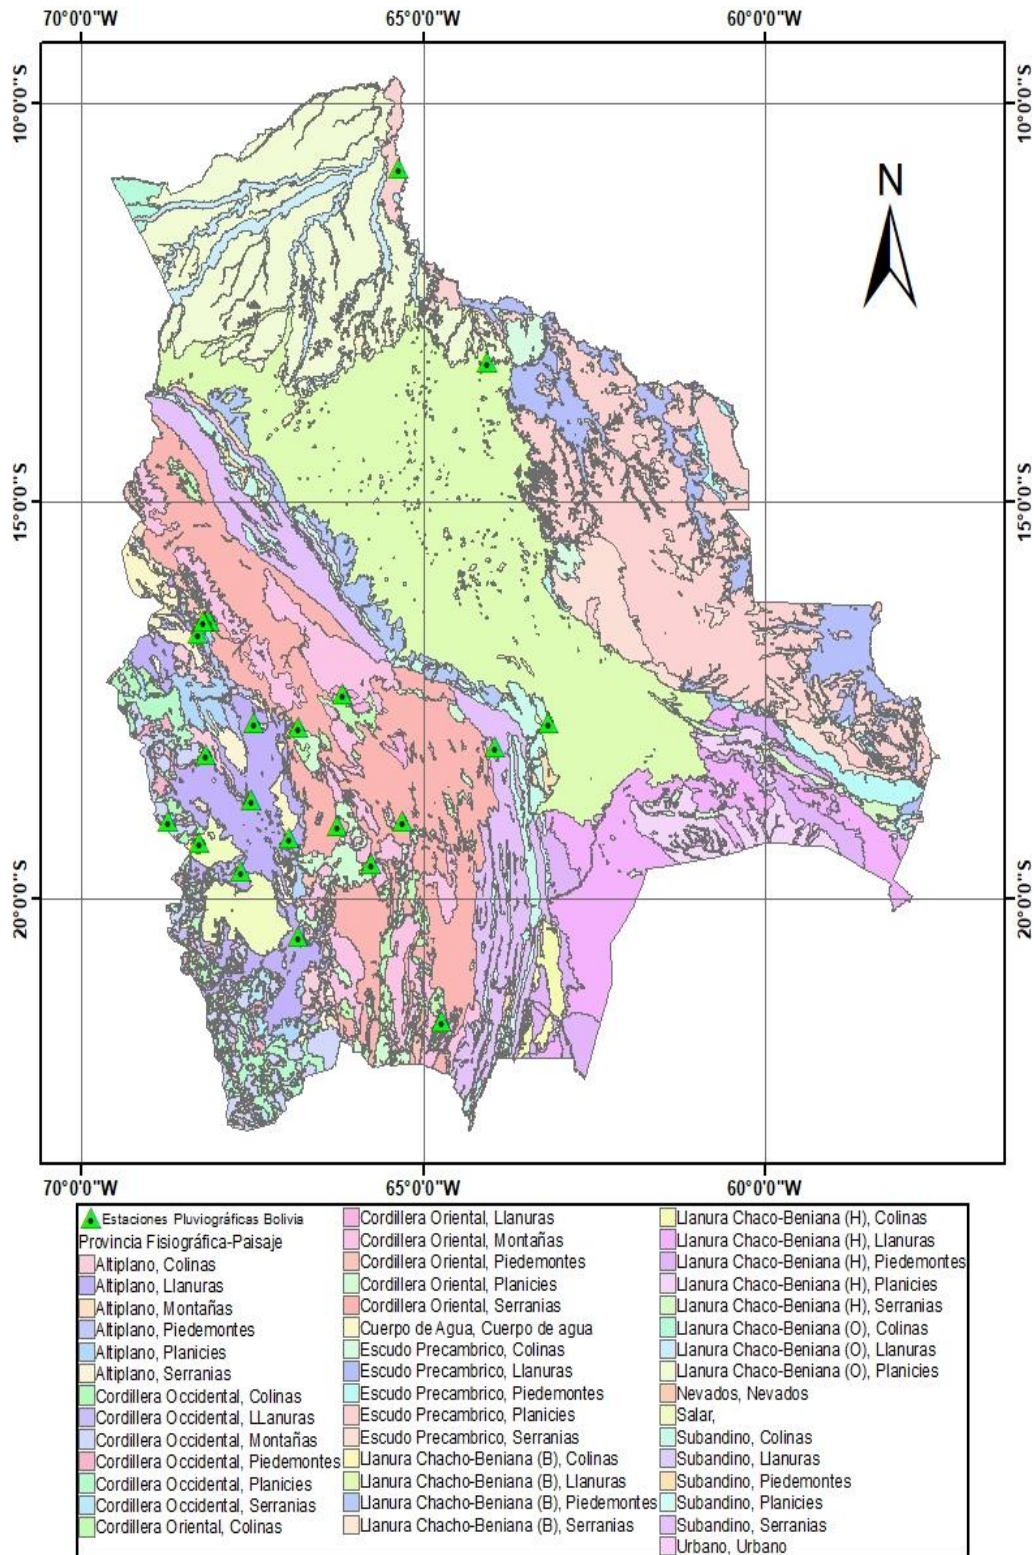 70°0'0"W 65°0'0"W 60°0'0"W
10°0'0"S 10°0'0"S
N
15°0'0"S 15°0'0"S
20°0'0"S 20°0'0"S
70°0'0"W 65°0'0"W 60°0'0"W
Estaciones Pluviográficas Bolivia
Provincia Fisiográfica-Paisaje
Altiplano, Colinas
Altiplano, Llanuras
Altiplano, Montañas
Altiplano, Piedemontes
Altiplano, Planicies
Altiplano, Serranias
Cordillera Occidental, Colinas
Cordillera Occidental, LLanuras
Cordillera Occidental, Montañas
Cordillera Occidental, Piedemontes
Cordillera Occidental, Planicies
Cordillera Occidental, Serranias
Cordillera Oriental, Colinas
Cordillera Oriental, Llanuras
Cordillera Oriental, Montañas
Cordillera Oriental, Piedemontes
Cordillera Oriental, Planicies
Cordillera Oriental, Serranias
Cuerpo de Agua, Cuerpo de agua
Escudo Precambrico, Colinas
Escudo Precambrico, Llanuras
Escudo Precambrico, Piedemontes
Escudo Precambrico, Planicies
Escudo Precambrico, Serranias
Llanura Chacho-Beniana (B), Colinas
Llanura Chacho-Beniana (B), Llanuras
Llanura Chacho-Beniana (B), Piedemontes
Llanura Chacho-Beniana (B), Serranias
Llanura Chaco-Beniana (H), Colinas
Llanura Chaco-Beniana (H), Llanuras
Llanura Chaco-Beniana (H), Piedemontes
Llanura Chaco-Beniana (H), Planicies
Llanura Chaco-Beniana (H), Serranias
Llanura Chaco-Beniana (O), Colinas
Llanura Chaco-Beniana (O), Llanuras
Llanura Chaco-Beniana (O), Planicies
Nevados, Nevados
Salar,
Subandino, Colinas
Subandino, Llanuras
Subandino, Piedemontes
Subandino, Planicies
Subandino, Serranias
Urbano, Urbano